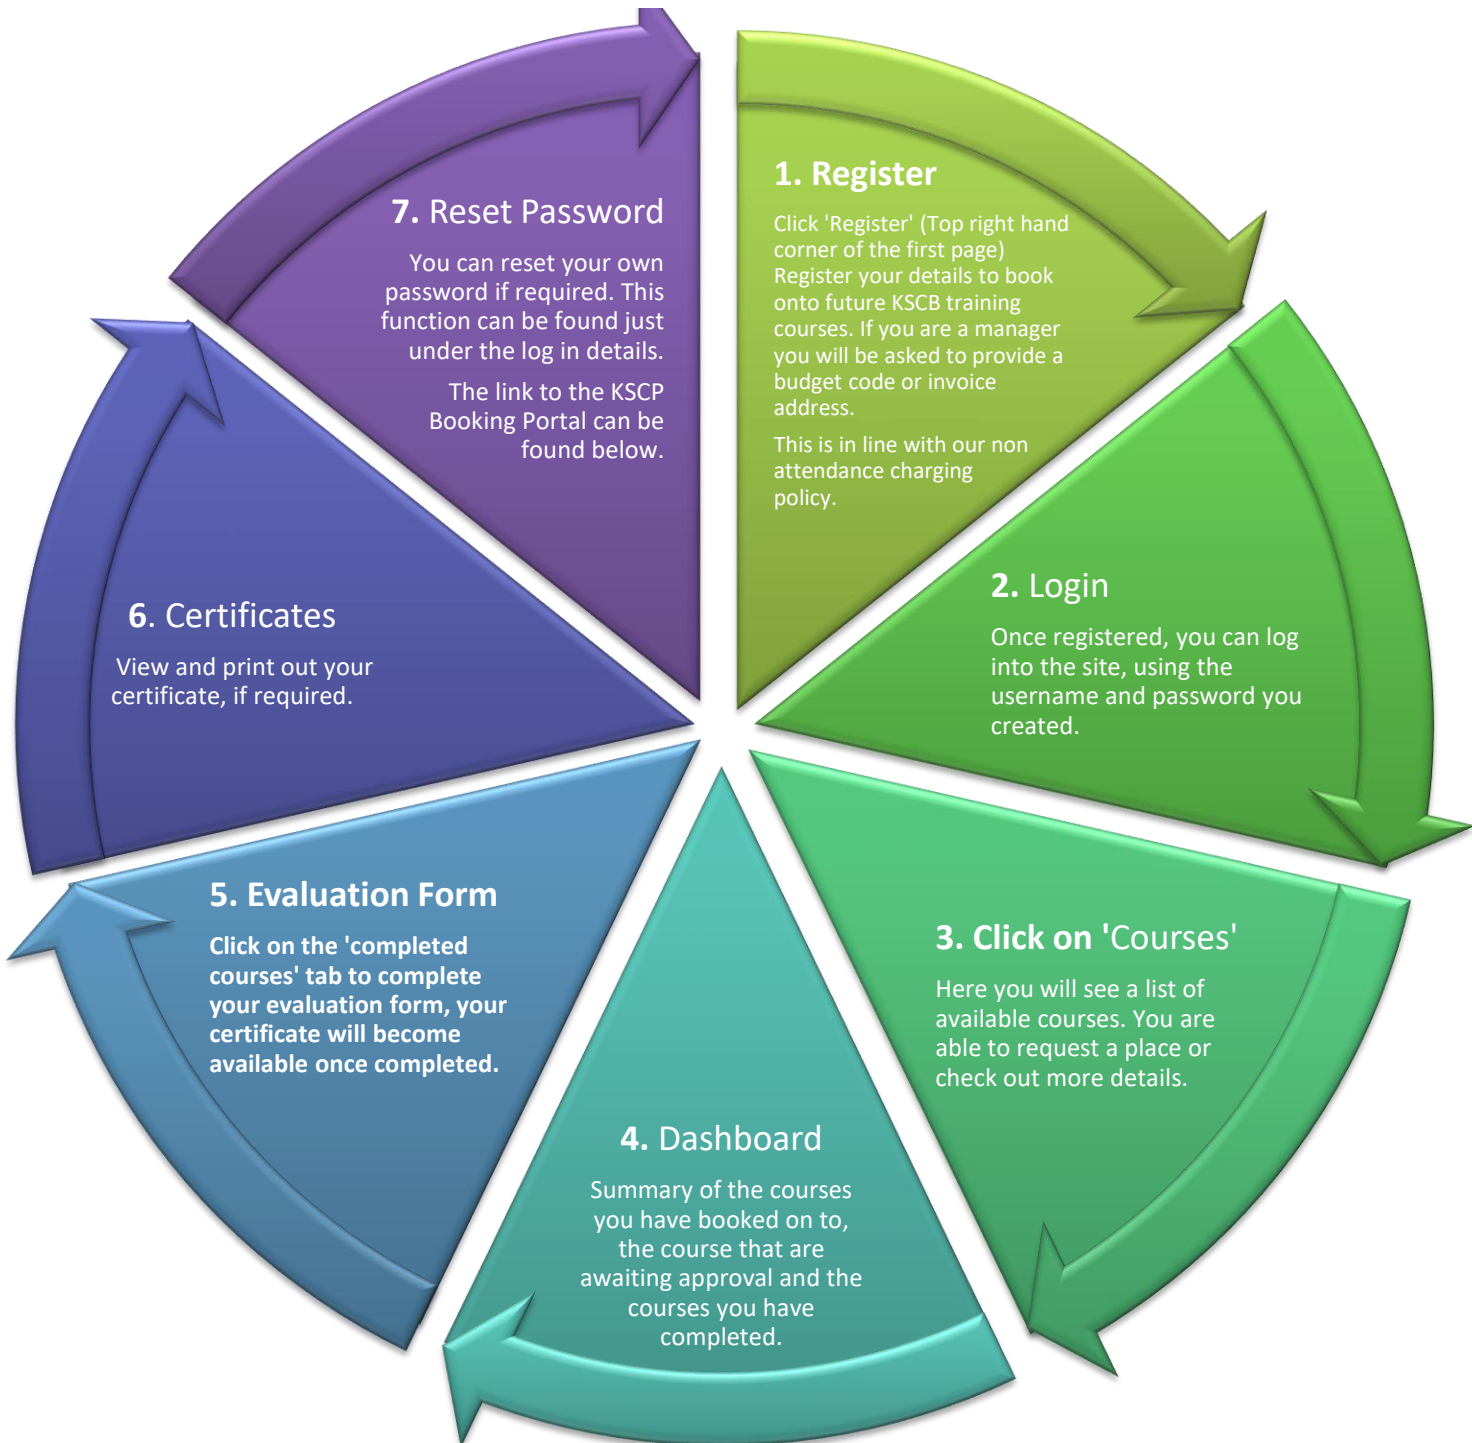 1. Register
Click 'Register' (Top right hand
corner of the first page)
Register your details to book
onto future KSCB training
courses. If you are a manager
you will be asked to provide a
budget code or invoice
address.
This is in line with our non
attendance charging
policy.
2. Login
Once registered, you can log
into the site, using the
username and password you
created.
3. Click on 'Courses'
Here you will see a list of
available courses. You are
able to request a place or
check out more details.
4. Dashboard
Summary of the courses
you have booked on to,
the course that are
awaiting approval and the
courses you have
completed.
5. Evaluation Form
Click on the 'completed
courses' tab to complete
your evaluation form, your
certificate will become
available once completed.
6. Certificates
View and print out your
certificate, if required.
7. Reset Password
You can reset your own
password if required. This
function can be found just
under the log in details.
The link to the KSCP
Booking Portal can be
found below.